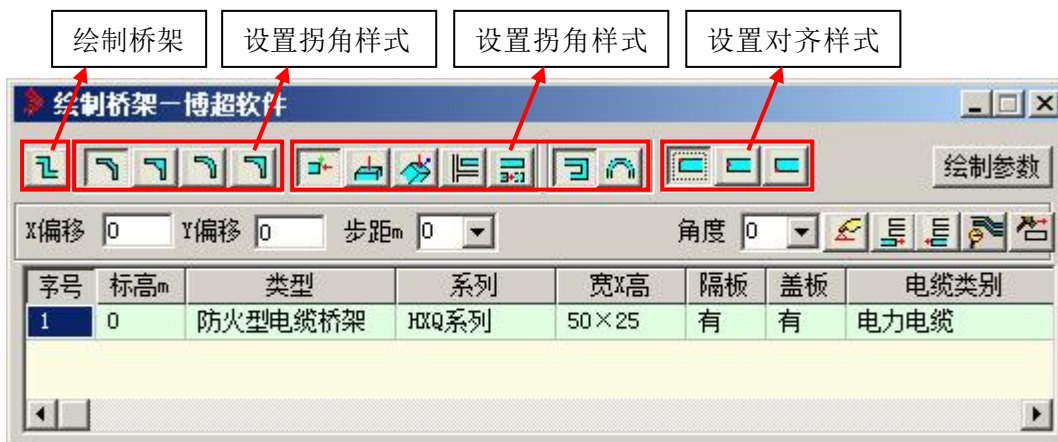 绘制桥架 设置拐角样式 设置拐角样式 设置对齐样式
绘制桥架－博超软件
绘制参数
X偏移 0 Y偏移 0 步距m 0 角度 0
字号 标高m 类型 系列 宽X高 隔板 盖板 电缆类别
1 0 防火型电缆桥架 HXQ系列 50×25 有 有 电力电缆